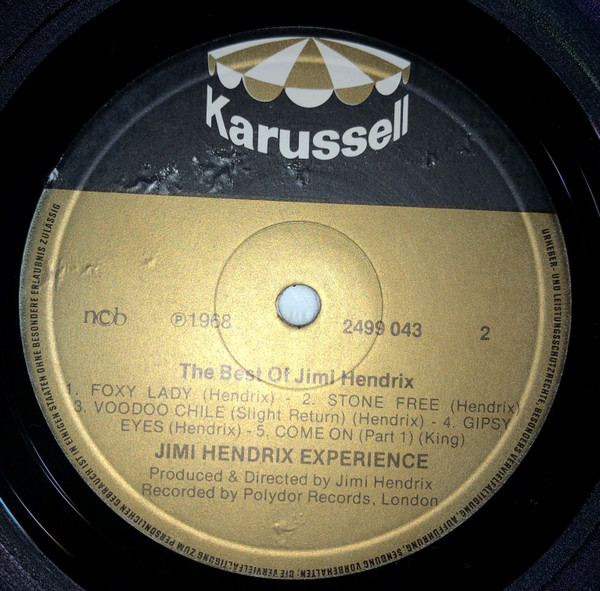 Karussell
ncb ℗1968 2499 043 2
The Best Of Jimi Hendrix
1. FOXY LADY (Hendrix) - 2. STONE FREE (Hendrix)
3. VOODOO CHILE (Slight Return) (Hendrix) - 4. GIPSY
EYES (Hendrix) - 5. COME ON (Part 1) (King)
JIMI HENDRIX EXPERIENCE
Produced & Directed by Jimi Hendrix
Recorded by Polydor Records, London
URHEBER- UND LEISTUNGSSCHUTZRECHTE, BESONDERS VERVIELFÄLTIGUNG, AUFFÜHRUNG, SENDUNG VORBEHALTEN; DIE VERVIELFÄLTIGUNG ZUM PERSÖNLICHEN GEBRAUCH IST IN EINIGEN STAATEN OHNE BESONDERE ERLAUBNIS ZULÄSSIG